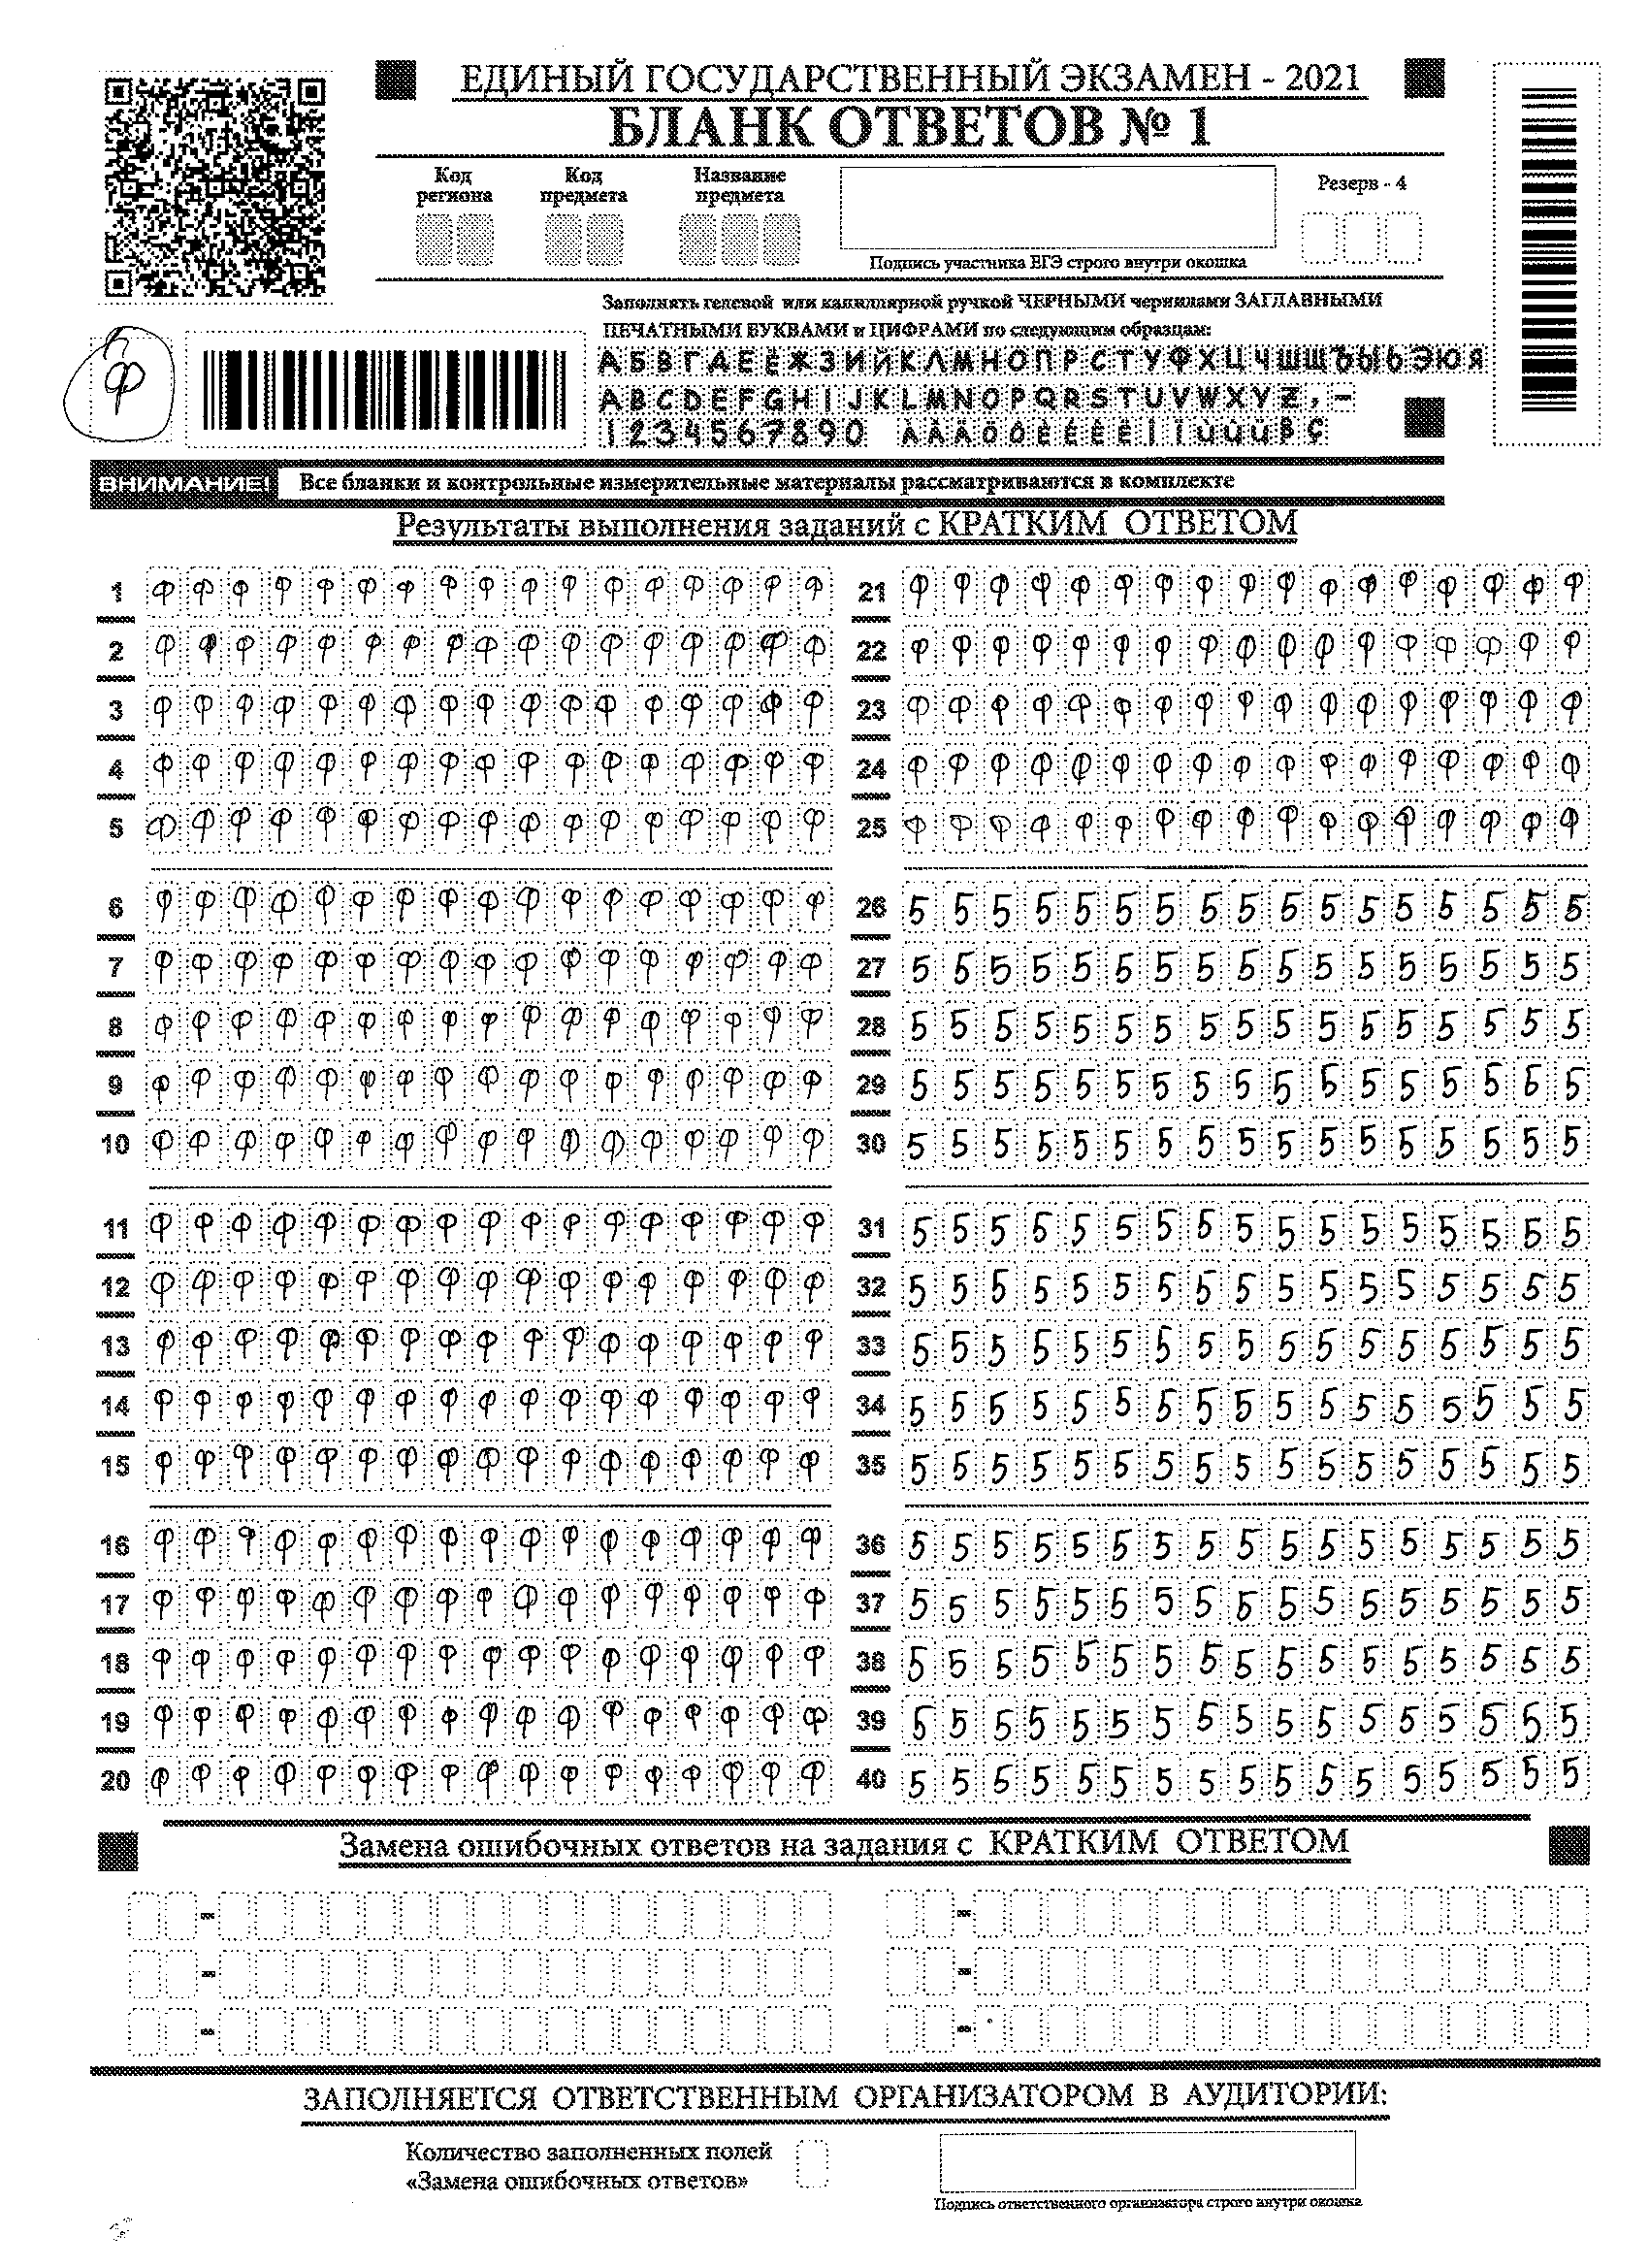 ЕДИНЫЙ ГОСУДАРСТВЕННЫЙ ЭКЗАМЕН - 2021
БЛАНК ОТВЕТОВ № 1
Код региона
Код предмета
Название предмета
Резерв - 4
Подпись участника ЕГЭ строго внутри окошка
Заполнять гелевой или капиллярной ручкой ЧЕРНЫМИ чернилами ЗАГЛАВНЫМИ
ПЕЧАТНЫМИ БУКВАМИ и ЦИФРАМИ по следующим образцам:
Ф
АБВГДЕЁЖЗИЙКЛМНОПРСТУФХЦЧШЩЪЫЬЭЮЯ
ABCDEFGHIJKLMNOPQRSTUVWXYZ,-
1234567890
ВНИМАНИЕ! Все бланки и контрольные измерительные материалы рассматриваются в комплекте
Результаты выполнения заданий с КРАТКИМ ОТВЕТОМ
1 ФФФФФФФФФФФФФФФФФ
2 ФФФФФФФФФФФФФФФФФ
3 ФФФФФФФФФФФФФФФФФ
4 ФФФФФФФФФФФФФФФФФ
5 ФФФФФФФФФФФФФФФФФ
6 ФФФФФФФФФФФФФФФФФ
7 ФФФФФФФФФФФФФФФФФ
8 ФФФФФФФФФФФФФФФФФ
9 ФФФФФФФФФФФФФФФФФ
10 ФФФФФФФФФФФФФФФФФ
11 ФФФФФФФФФФФФФФФФФ
12 ФФФФФФФФФФФФФФФФФ
13 ФФФФФФФФФФФФФФФФФ
14 ФФФФФФФФФФФФФФФФФ
15 ФФФФФФФФФФФФФФФФФ
16 ФФФФФФФФФФФФФФФФФ
17 ФФФФФФФФФФФФФФФФФ
18 ФФФФФФФФФФФФФФФФФ
19 ФФФФФФФФФФФФФФФФФ
20 ФФФФФФФФФФФФФФФФФ
21 ФФФФФФФФФФФФФФФФФ
22 ФФФФФФФФФФФФФФФФФ
23 ФФФФФФФФФФФФФФФФФ
24 ФФФФФФФФФФФФФФФФФ
25 ФФФФФФФФФФФФФФФФФ
26 55555555555555555
27 55555555555555555
28 55555555555555555
29 55555555555555555
30 55555555555555555
31 55555555555555555
32 55555555555555555
33 55555555555555555
34 55555555555555555
35 55555555555555555
36 55555555555555555
37 55555555555555555
38 55555555555555555
39 55555555555555555
40 55555555555555555
Замена ошибочных ответов на задания с КРАТКИМ ОТВЕТОМ
ЗАПОЛНЯЕТСЯ ОТВЕТСТВЕННЫМ ОРГАНИЗАТОРОМ В АУДИТОРИИ:
Количество заполненных полей
«Замена ошибочных ответов»
Подпись ответственного организатора строго внутри окошка